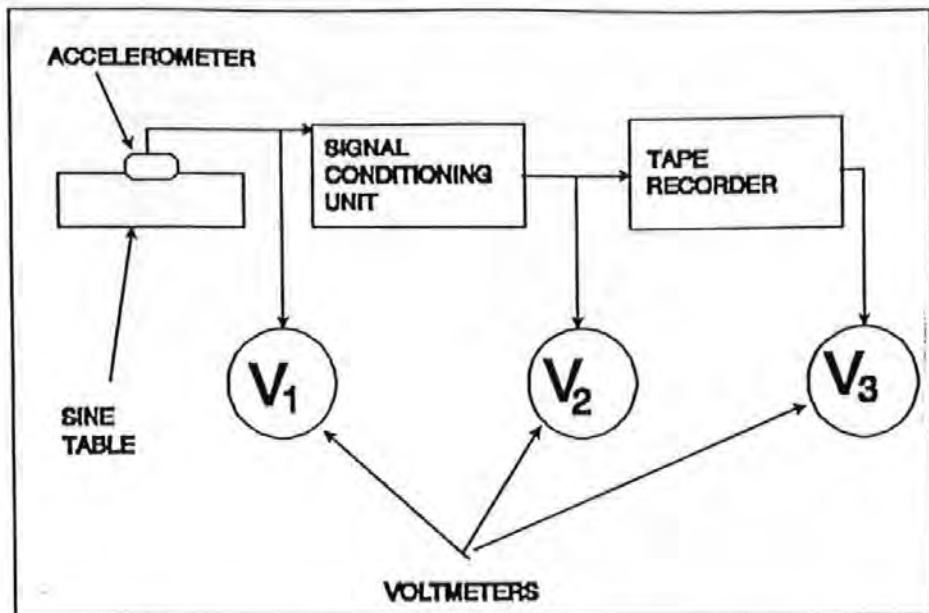 ACCELEROMETER
SIGNAL
CONDITIONING
UNIT
TAPE
RECORDER
V1
V2
V3
SINE
TABLE
VOLTMETERS